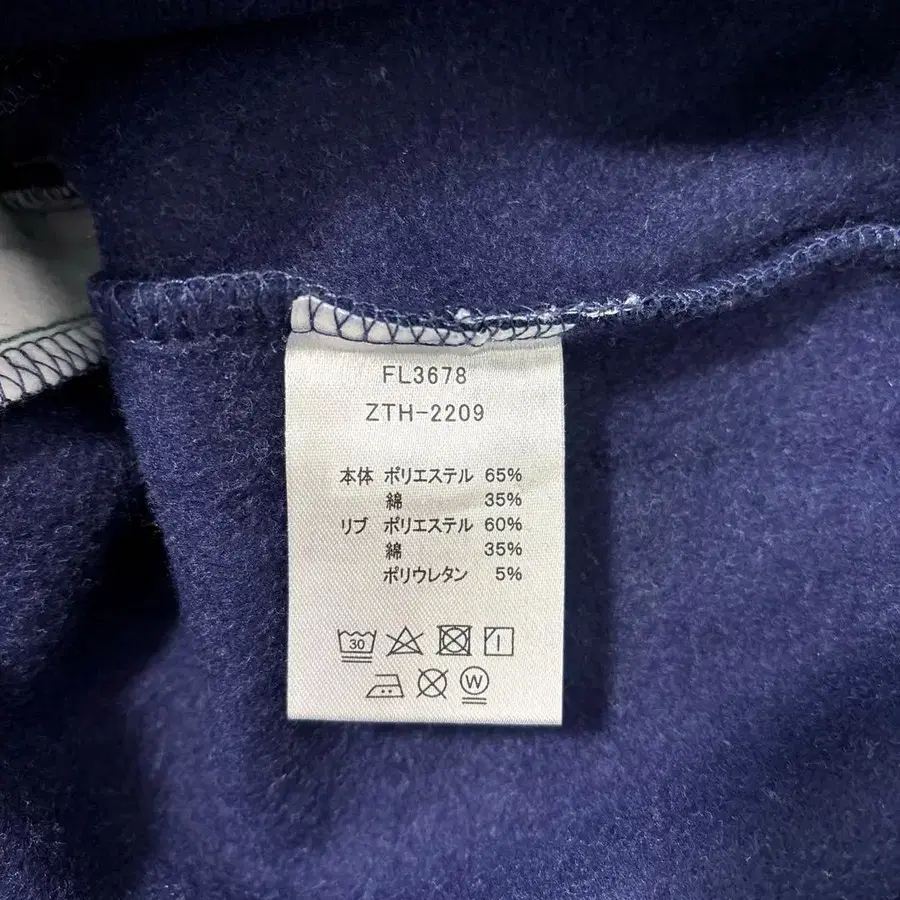 FL3678
ZTH-2209
本体 ポリエステル 65%
綿 35%
リブ ポリエステル 60%
綿 35%
ポリウレタン 5%
30
W